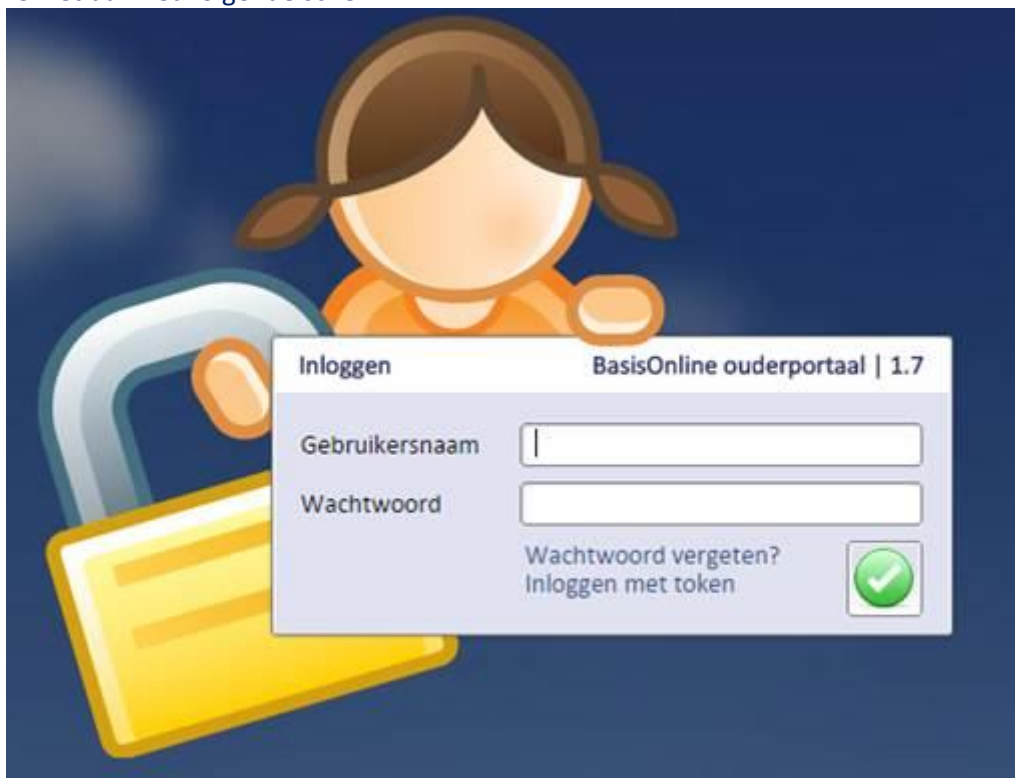 Inloggen BasisOnline ouderportaal | 1.7
Gebruikersnaam
Wachtwoord
Wachtwoord vergeten?
Inloggen met token